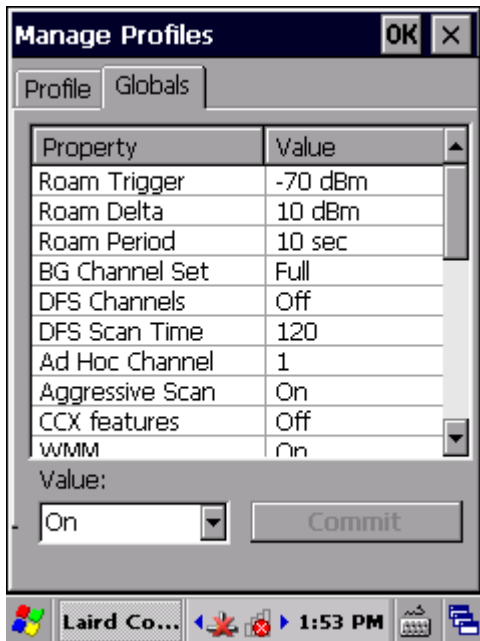 Manage Profiles OK ×
Profile Globals
Property Value
Roam Trigger -70 dBm
Roam Delta 10 dBm
Roam Period 10 sec
BG Channel Set Full
DFS Channels Off
DFS Scan Time 120
Ad Hoc Channel 1
Aggressive Scan On
CCX features Off
WMM On
Value:
On Commit
Laird Co... 1:53 PM